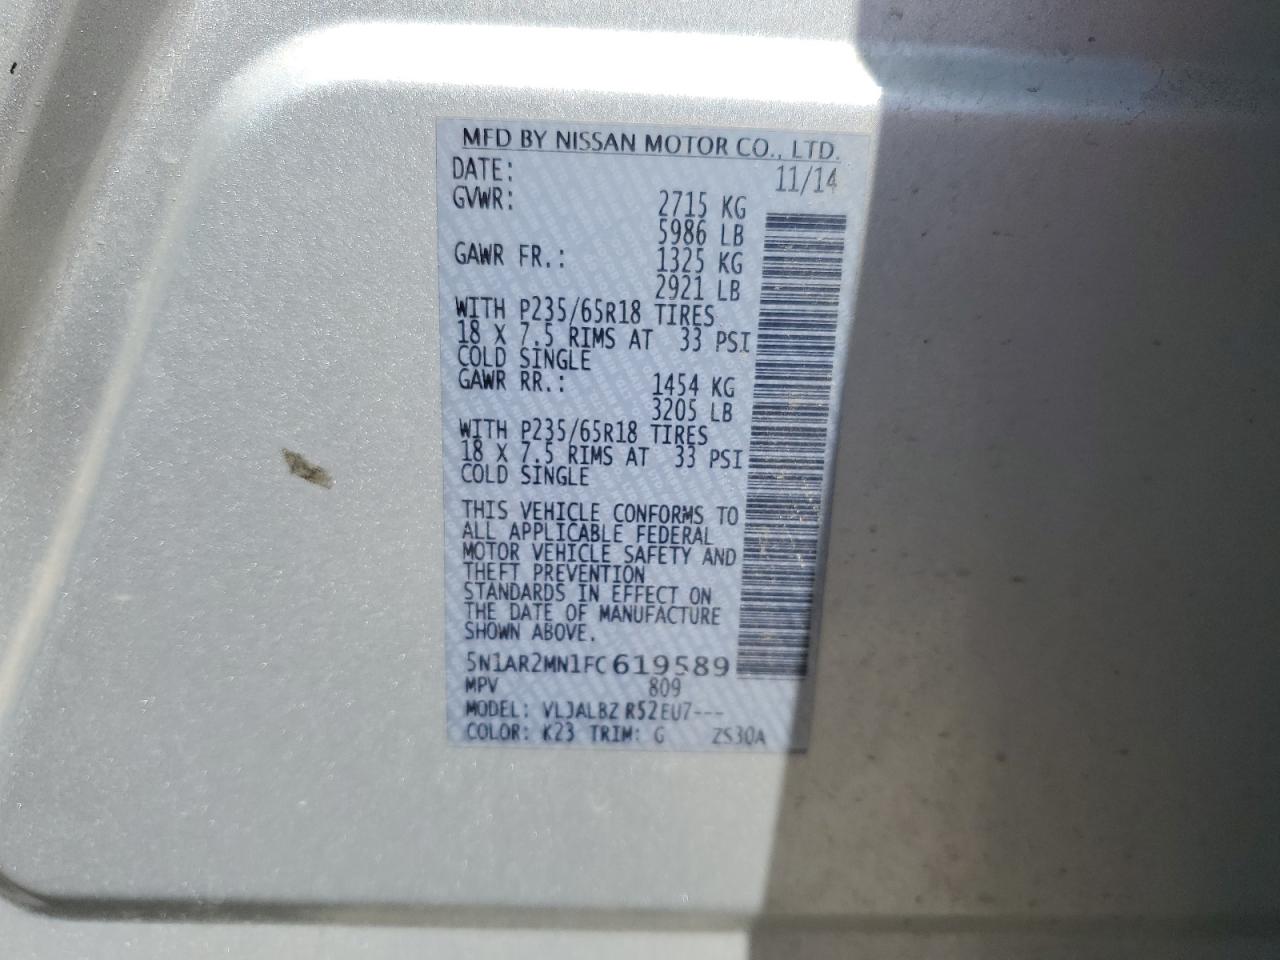 MFD BY NISSAN MOTOR CO., LTD.
DATE: 11/14
GVWR: 2715 KG
5986 LB
GAWR FR.: 1325 KG
2921 LB
WITH P235/65R18 TIRES
18 X 7.5 RIMS AT 33 PSI
COLD SINGLE
GAWR RR.: 1454 KG
3205 LB
WITH P235/65R18 TIRES
18 X 7.5 RIMS AT 33 PSI
COLD SINGLE
THIS VEHICLE CONFORMS TO
ALL APPLICABLE FEDERAL
MOTOR VEHICLE SAFETY AND
THEFT PREVENTION
STANDARDS IN EFFECT ON
THE DATE OF MANUFACTURE
SHOWN ABOVE.
5N1AR2MN1FC619589
MPV 809
MODEL: VLJALBZ R52EU7---
COLOR: K23 TRIM: G ZS30A